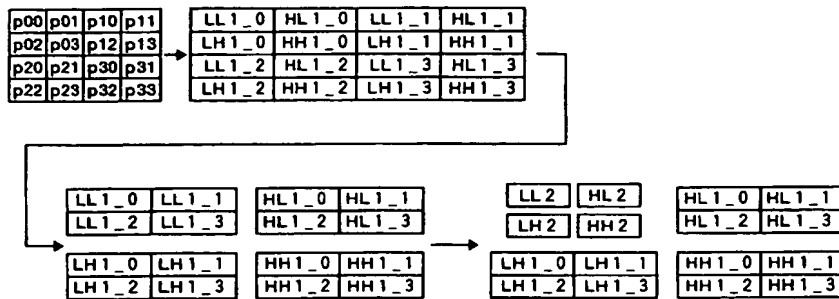 p00 p01 p10 p11 LL1_0 HL1_0 LL1_1 HL1_1
p02 p03 p12 p13 LH1_0 HH1_0 LH1_1 HH1_1
p20 p21 p30 p31 LL1_2 HL1_2 LL1_3 HL1_3
p22 p23 p32 p33 LH1_2 HH1_2 LH1_3 HH1_3
LL1_0 LL1_1 HL1_0 HL1_1 LL2 HL2 HL1_0 HL1_1
LL1_2 LL1_3 HL1_2 HL1_3 LH2 HH2 HL1_2 HL1_3
LH1_0 LH1_1 HH1_0 HH1_1 LH1_0 LH1_1 HH1_0 HH1_1
LH1_2 LH1_3 HH1_2 HH1_3 LH1_2 LH1_3 HH1_2 HH1_3